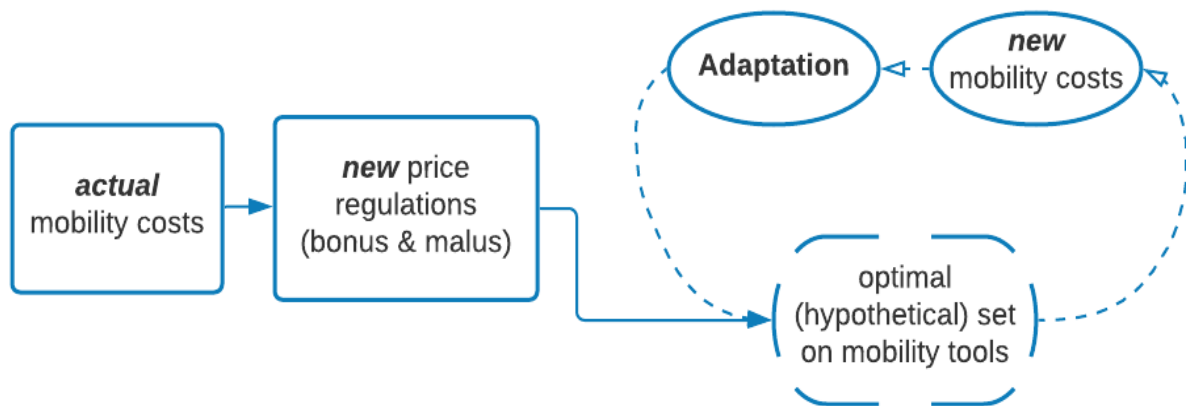 actual
mobility costs
new price
regulations
(bonus & malus)
Adaptation
new
mobility costs
optimal
(hypothetical) set
on mobility tools